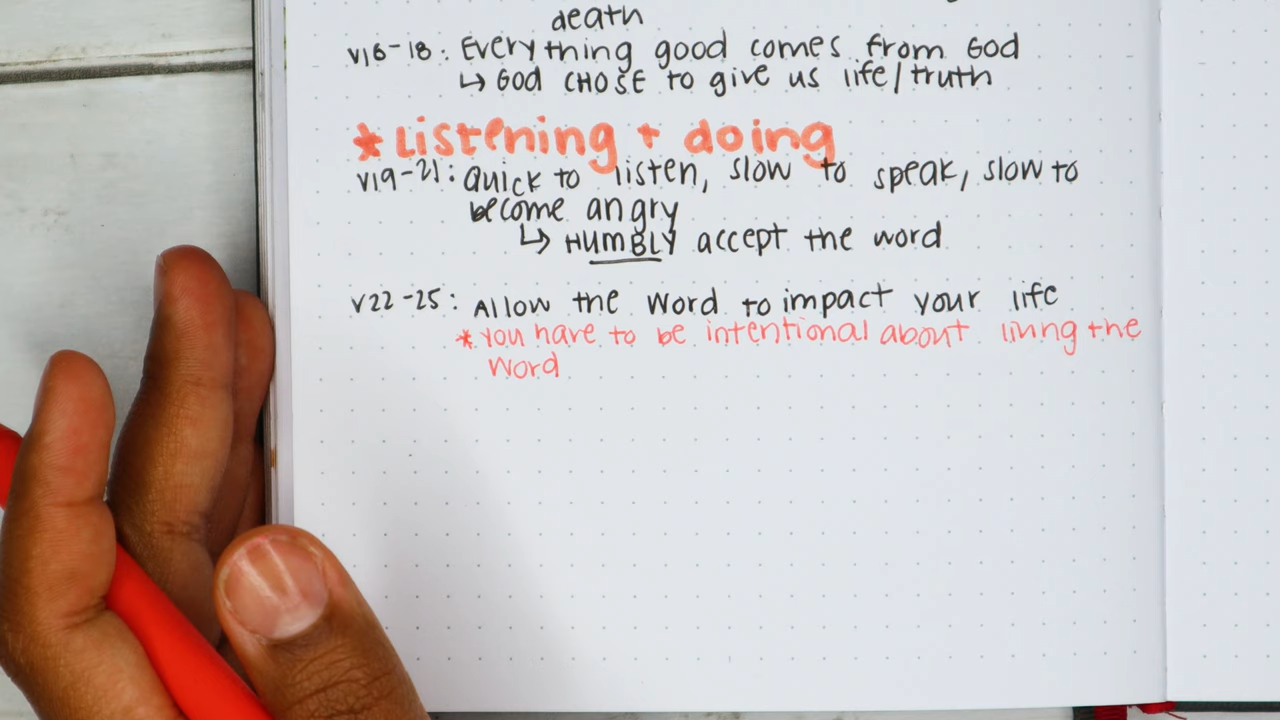 death
v16-18: Everything good comes from God
↳ God CHOSE to give us life/truth
*Listening + doing
v19-21: Quick to listen, slow to speak, slow to
become angry
↳ HUMBLY accept the word
v22-25: Allow the Word to impact your life
*you have to be intentional about living the
Word